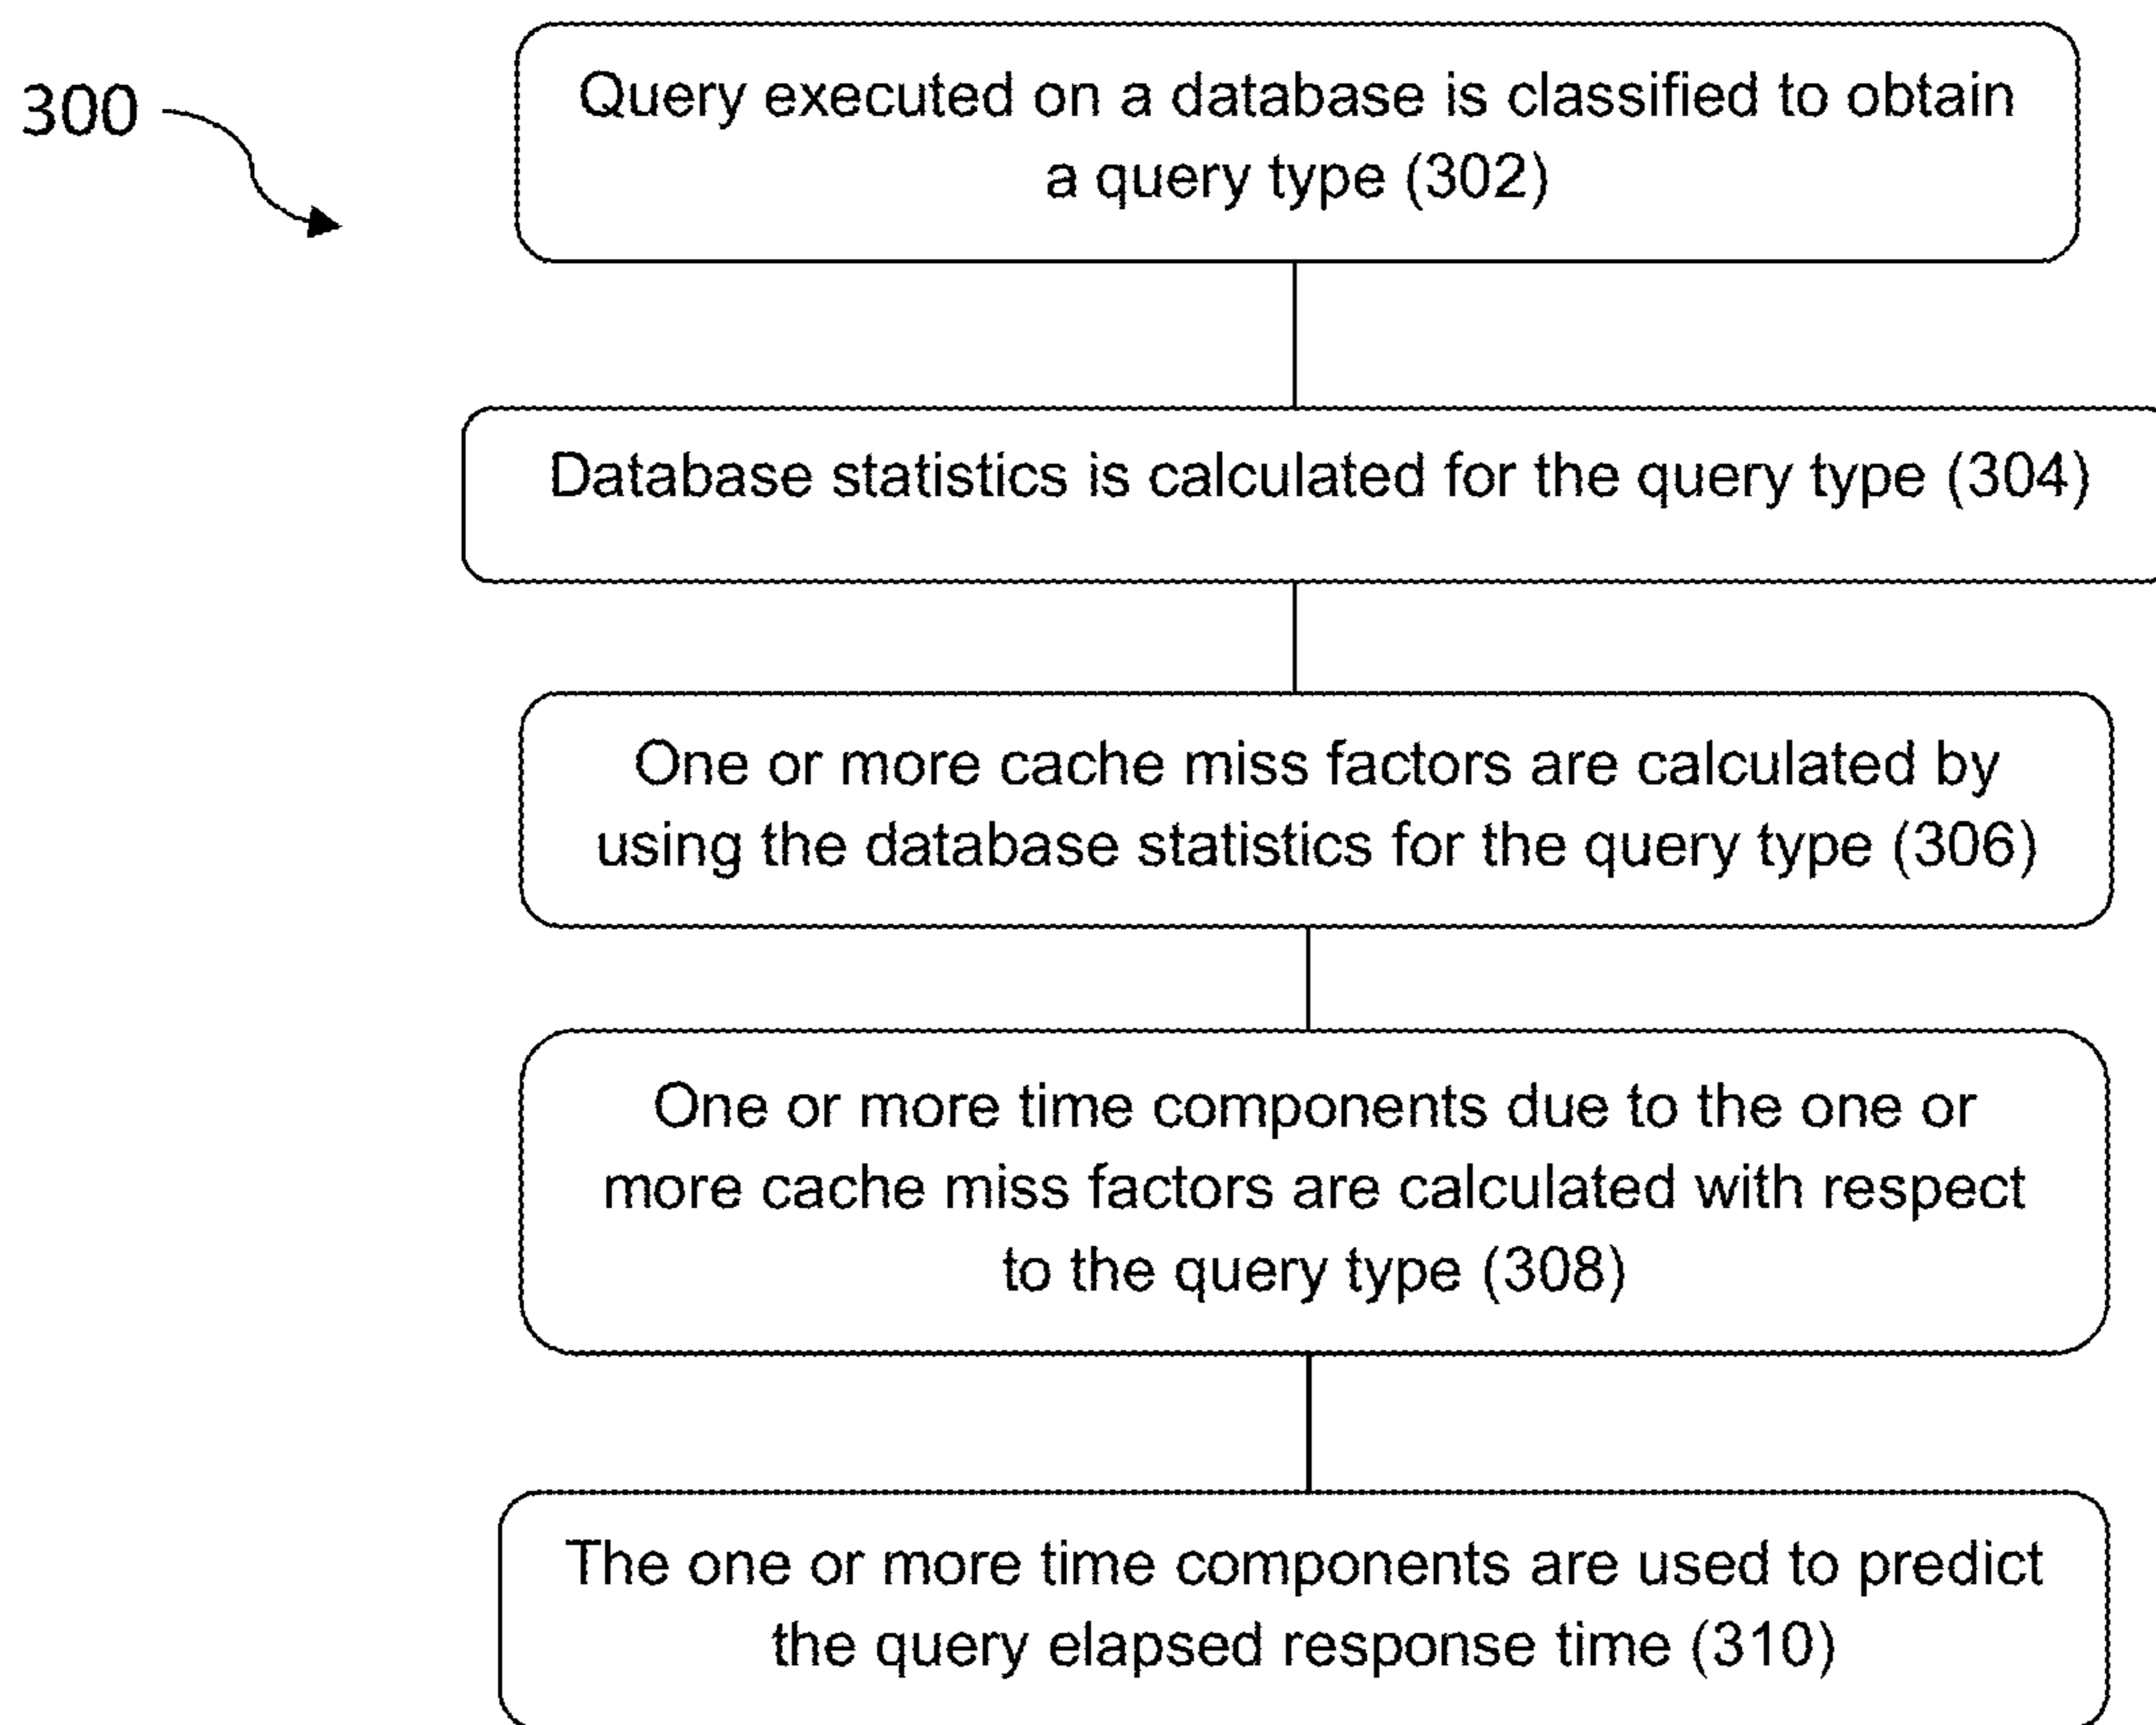 300
Query executed on a database is classified to obtain
a query type (302)
Database statistics is calculated for the query type (304)
One or more cache miss factors are calculated by
using the database statistics for the query type (306)
One or more time components due to the one or
more cache miss factors are calculated with respect
to the query type (308)
The one or more time components are used to predict
the query elapsed response time (310)